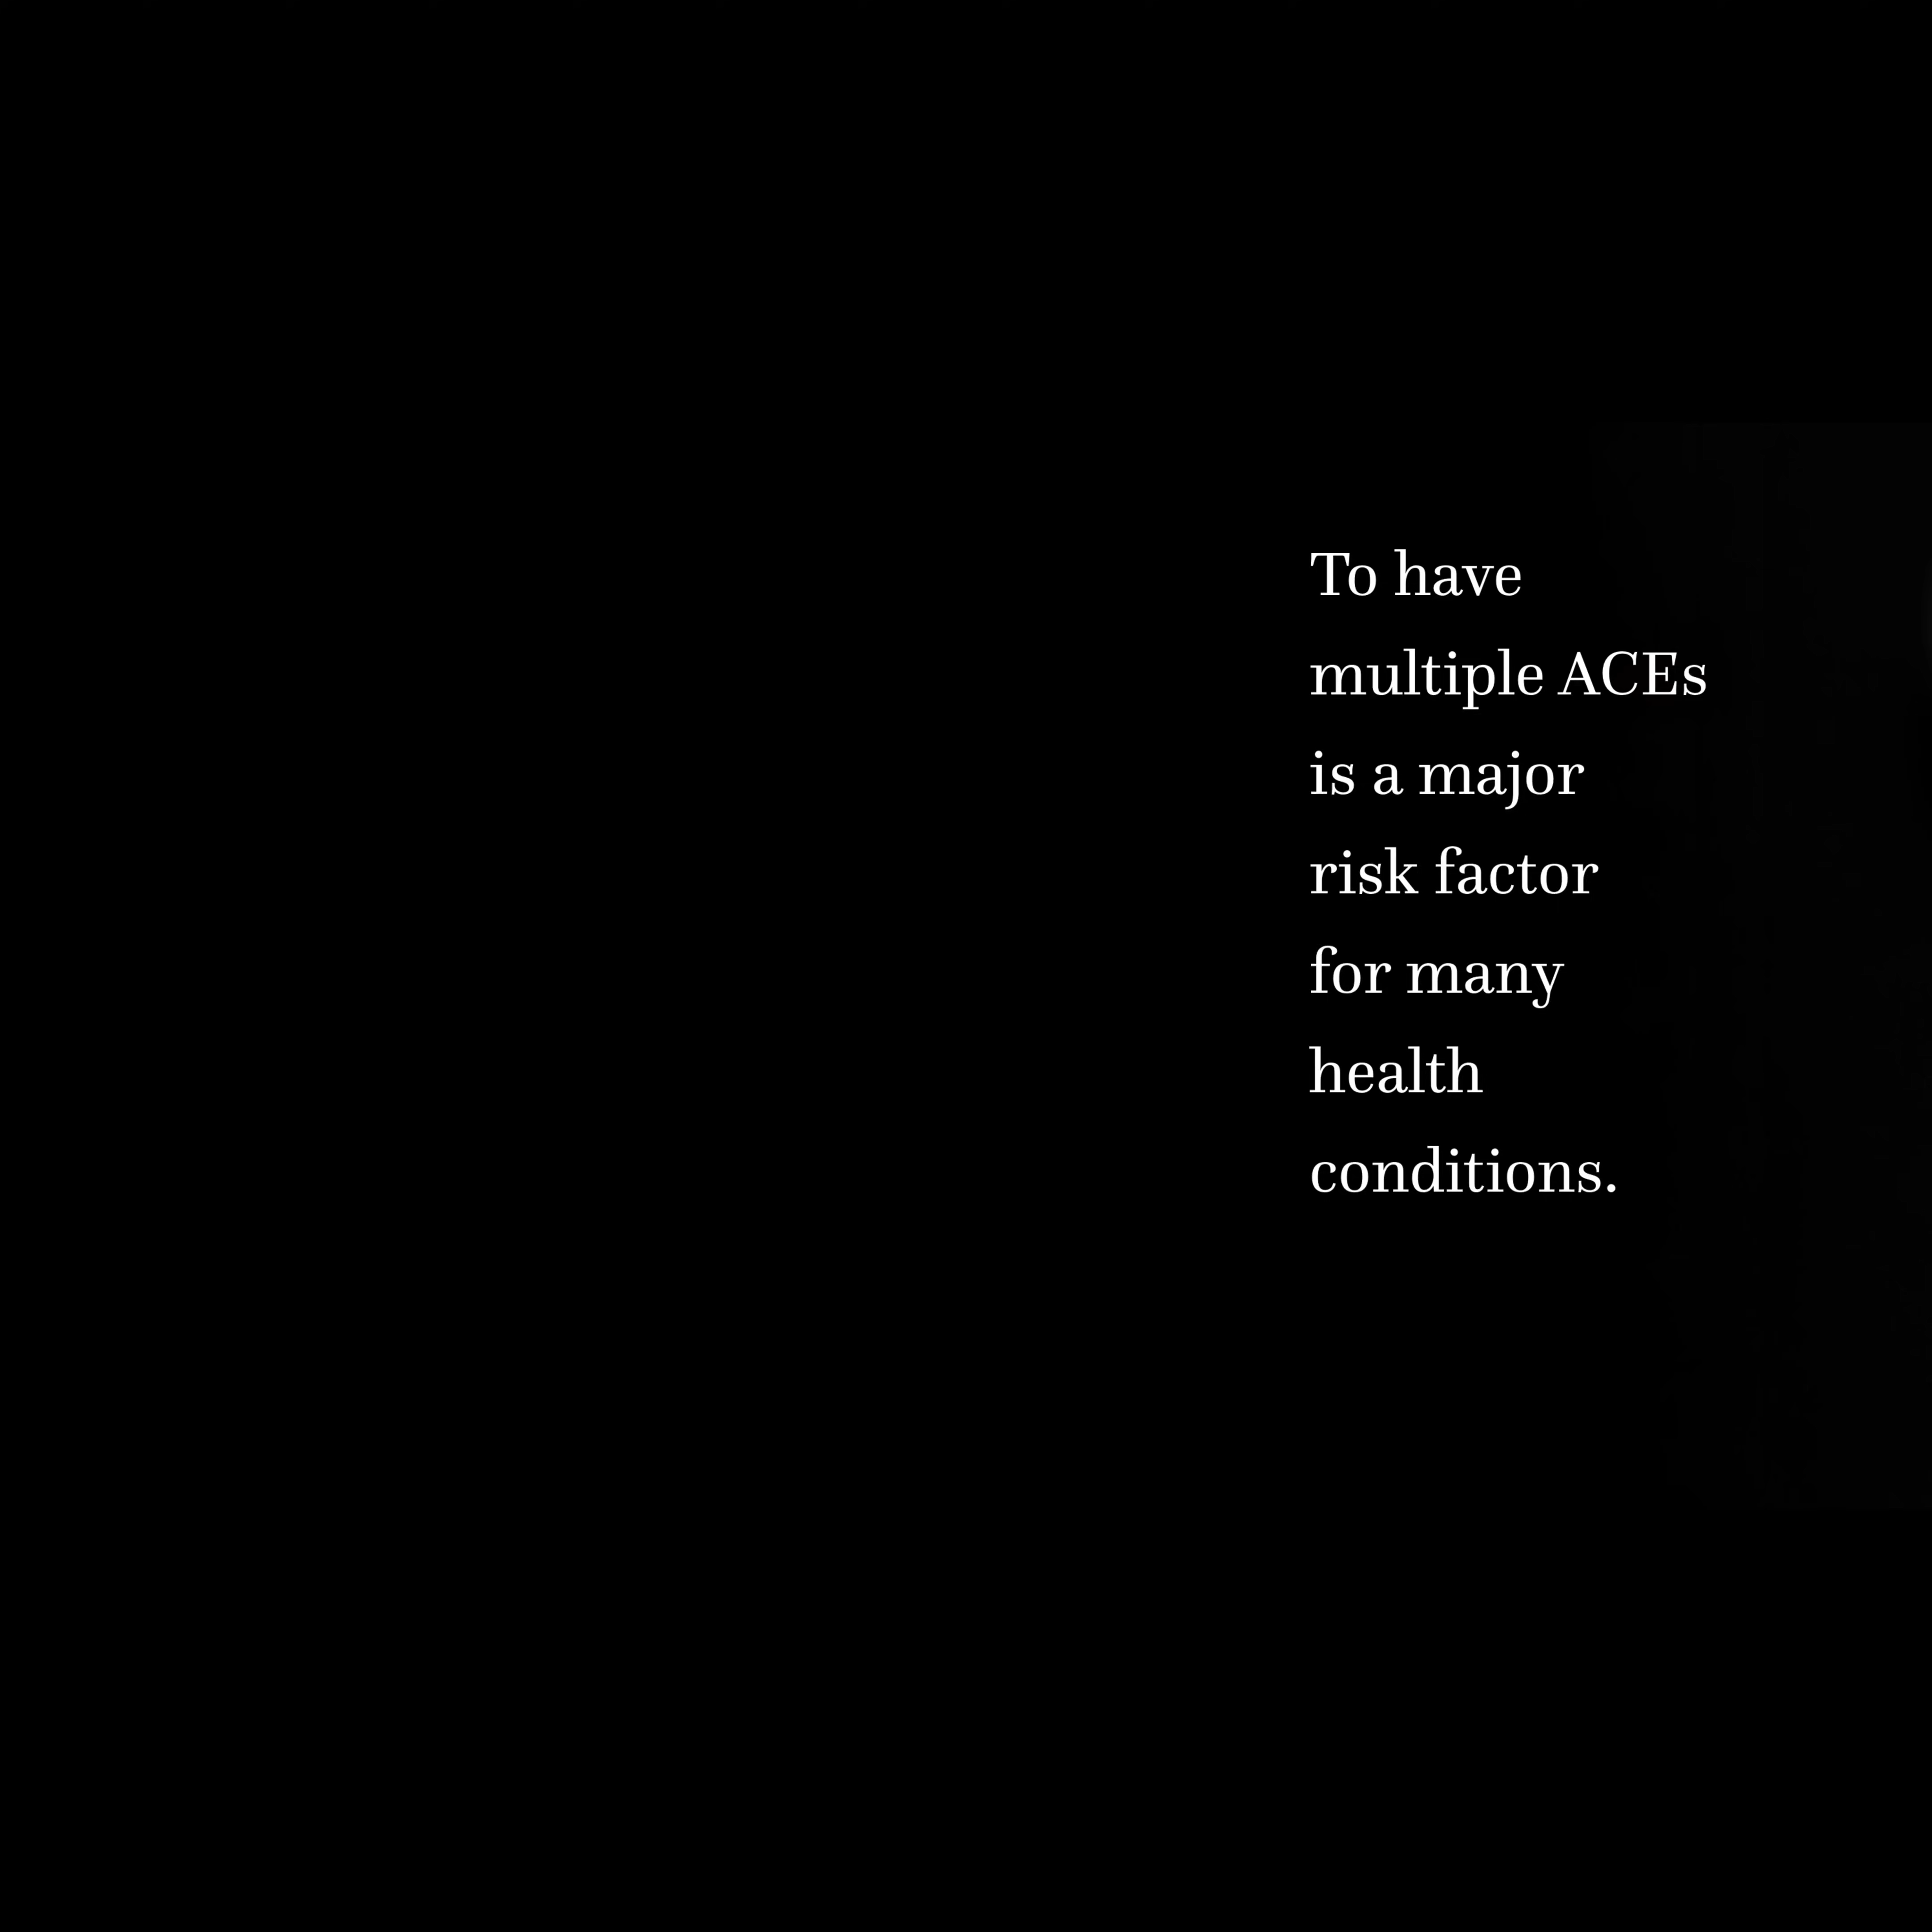 To have
multiple ACEs
is a major
risk factor
for many
health
conditions.